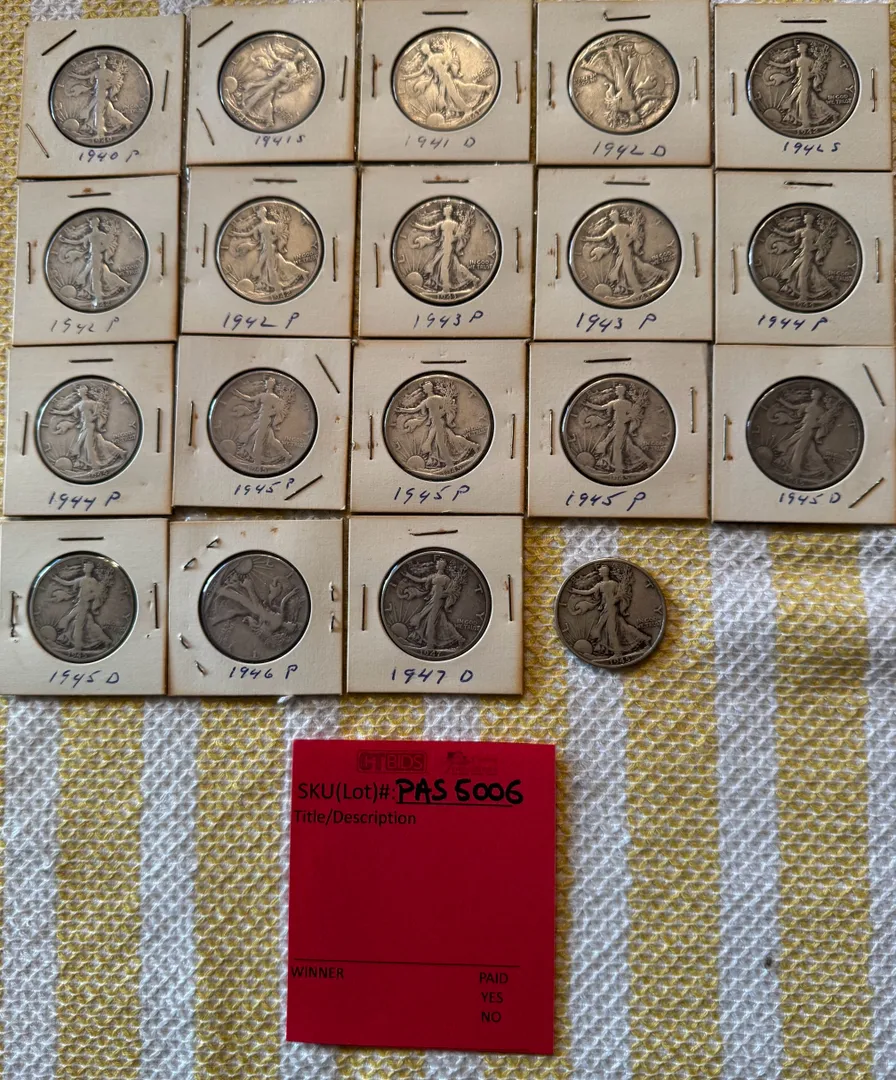 1940 P
1941 S
1941 D
1942 D
1942 S
1942 P
1942 P
1943 P
1943 P
1944 P
1944 P
1945 P
1945 P
1945 P
1945 D
1945 D
1946 P
1947 D
CTBIDS
SKU(Lot)# PAS 5006
Title/Description
WINNER
PAID
YES
NO